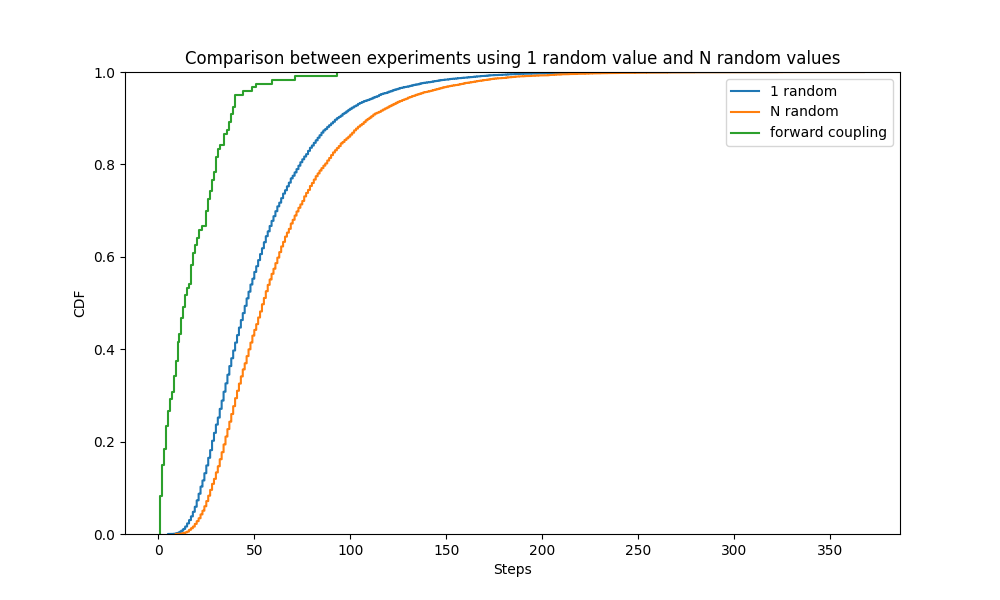 Comparison between experiments using 1 random value and N random values
1 random
N random
forward coupling
CDF
1.0
0.8
0.6
0.4
0.2
0.0
0 50 100 150 200 250 300 350
Steps